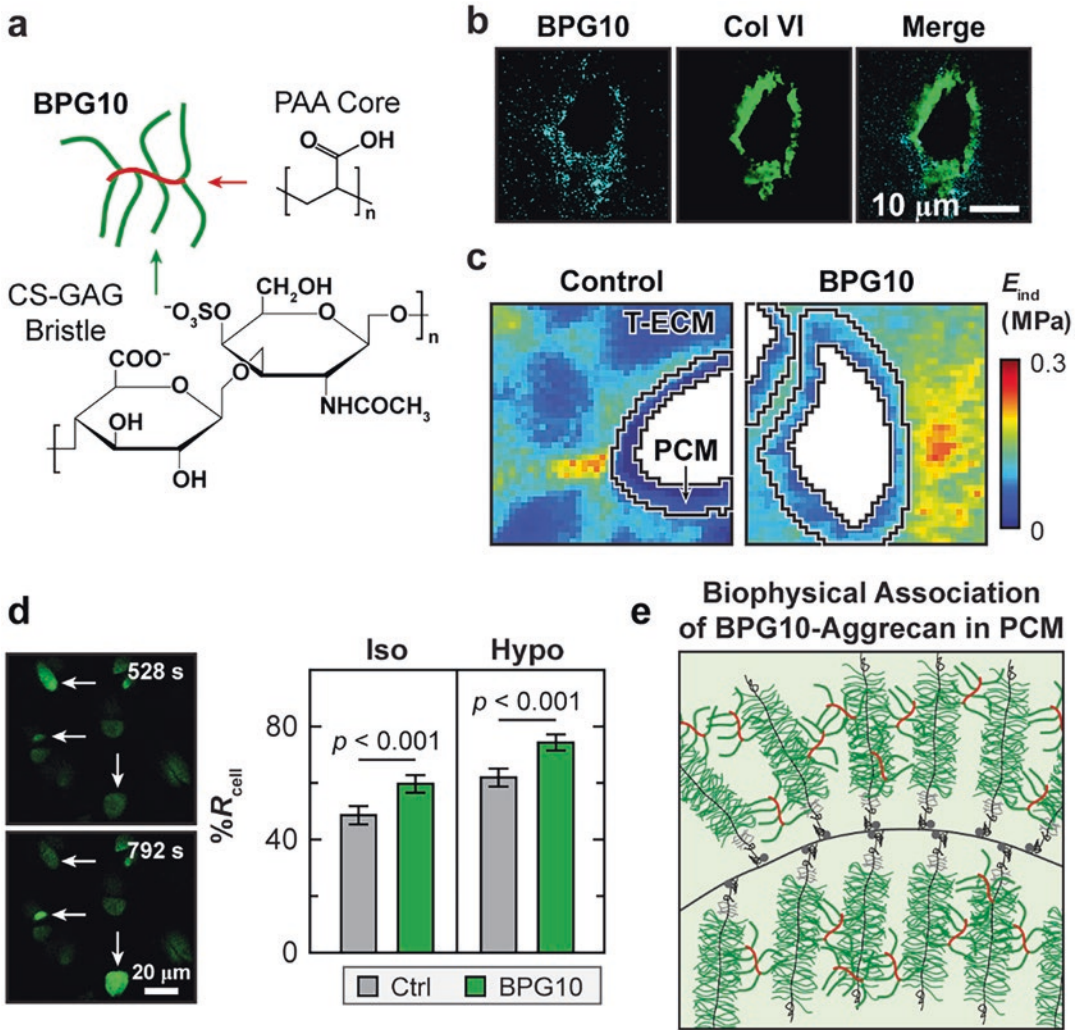 a
BPG10
PAA Core
O
OH
n
CS-GAG
Bristle
CH₂OH
⁻O₃SO
O
O
n
COO⁻
O
O
OH
NHCOCH₃
OH
b
BPG10
Col VI
Merge
10 μm
c
Control
BPG10
E_ind
(MPa)
T-ECM
PCM
0.3
0
d
528 s
792 s
20 μm
Iso
Hypo
p < 0.001
p < 0.001
%R_cell
80
40
0
Ctrl
BPG10
e
Biophysical Association
of BPG10-Aggrecan in PCM